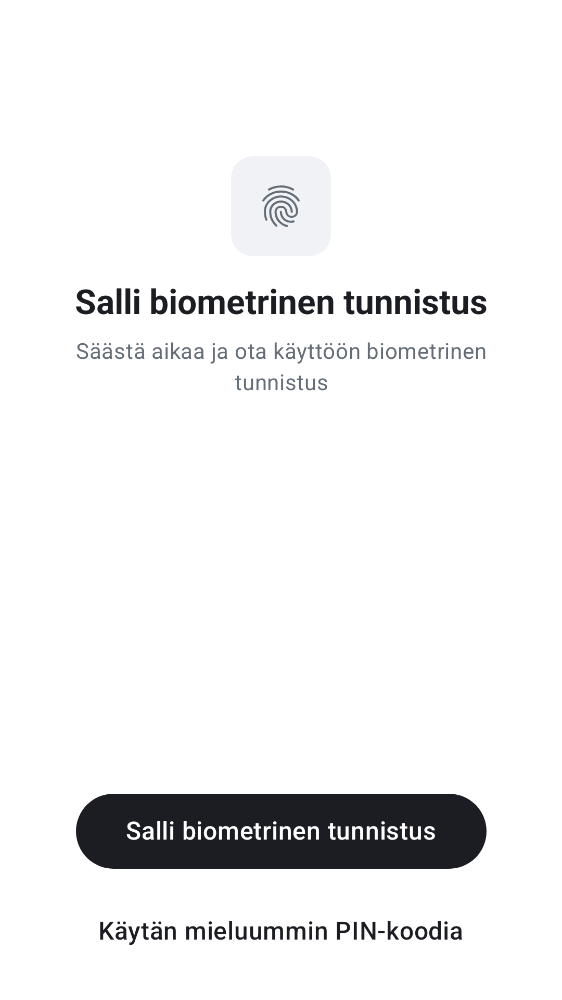 Salli biometrinen tunnistus
Säästä aikaa ja ota käyttöön biometrinen
tunnistus
Salli biometrinen tunnistus
Käytän mieluummin PIN-koodia